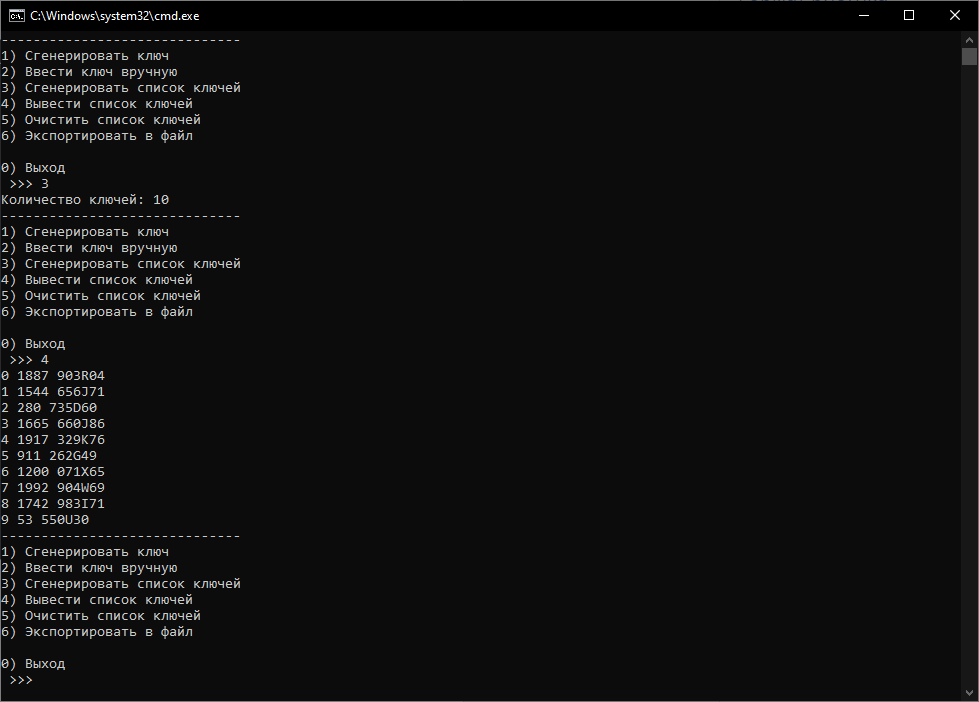 C:\Windows\system32\cmd.exe
------------------------------
1) Сгенерировать ключ
2) Ввести ключ вручную
3) Сгенерировать список ключей
4) Вывести список ключей
5) Очистить список ключей
6) Экспортировать в файл
0) Выход
>>> 3
Количество ключей: 10
------------------------------
1) Сгенерировать ключ
2) Ввести ключ вручную
3) Сгенерировать список ключей
4) Вывести список ключей
5) Очистить список ключей
6) Экспортировать в файл
0) Выход
>>> 4
0 1887 903R04
1 1544 656J71
2 280 735D60
3 1665 660J86
4 1917 329K76
5 911 262G49
6 1200 071X65
7 1992 904W69
8 1742 983I71
9 53 550U30
------------------------------
1) Сгенерировать ключ
2) Ввести ключ вручную
3) Сгенерировать список ключей
4) Вывести список ключей
5) Очистить список ключей
6) Экспортировать в файл
0) Выход
>>>